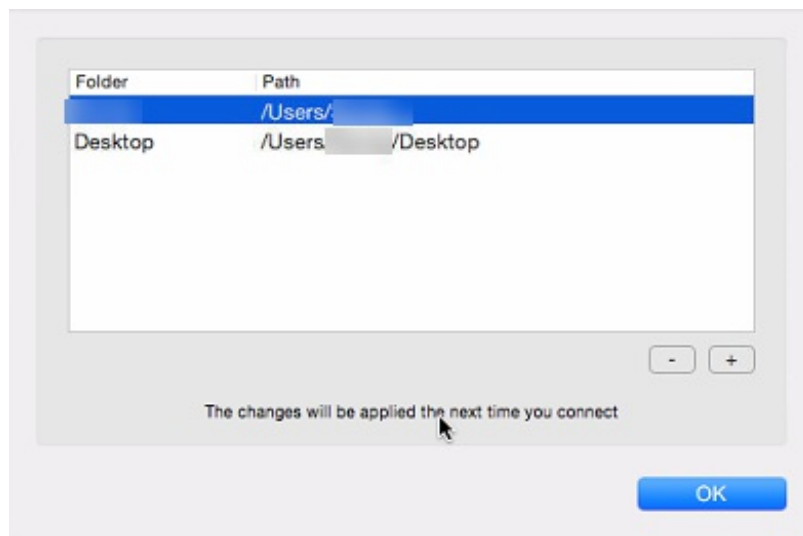 Folder Path
/Users/
Desktop /Users /Desktop
- +
The changes will be applied the next time you connect
OK